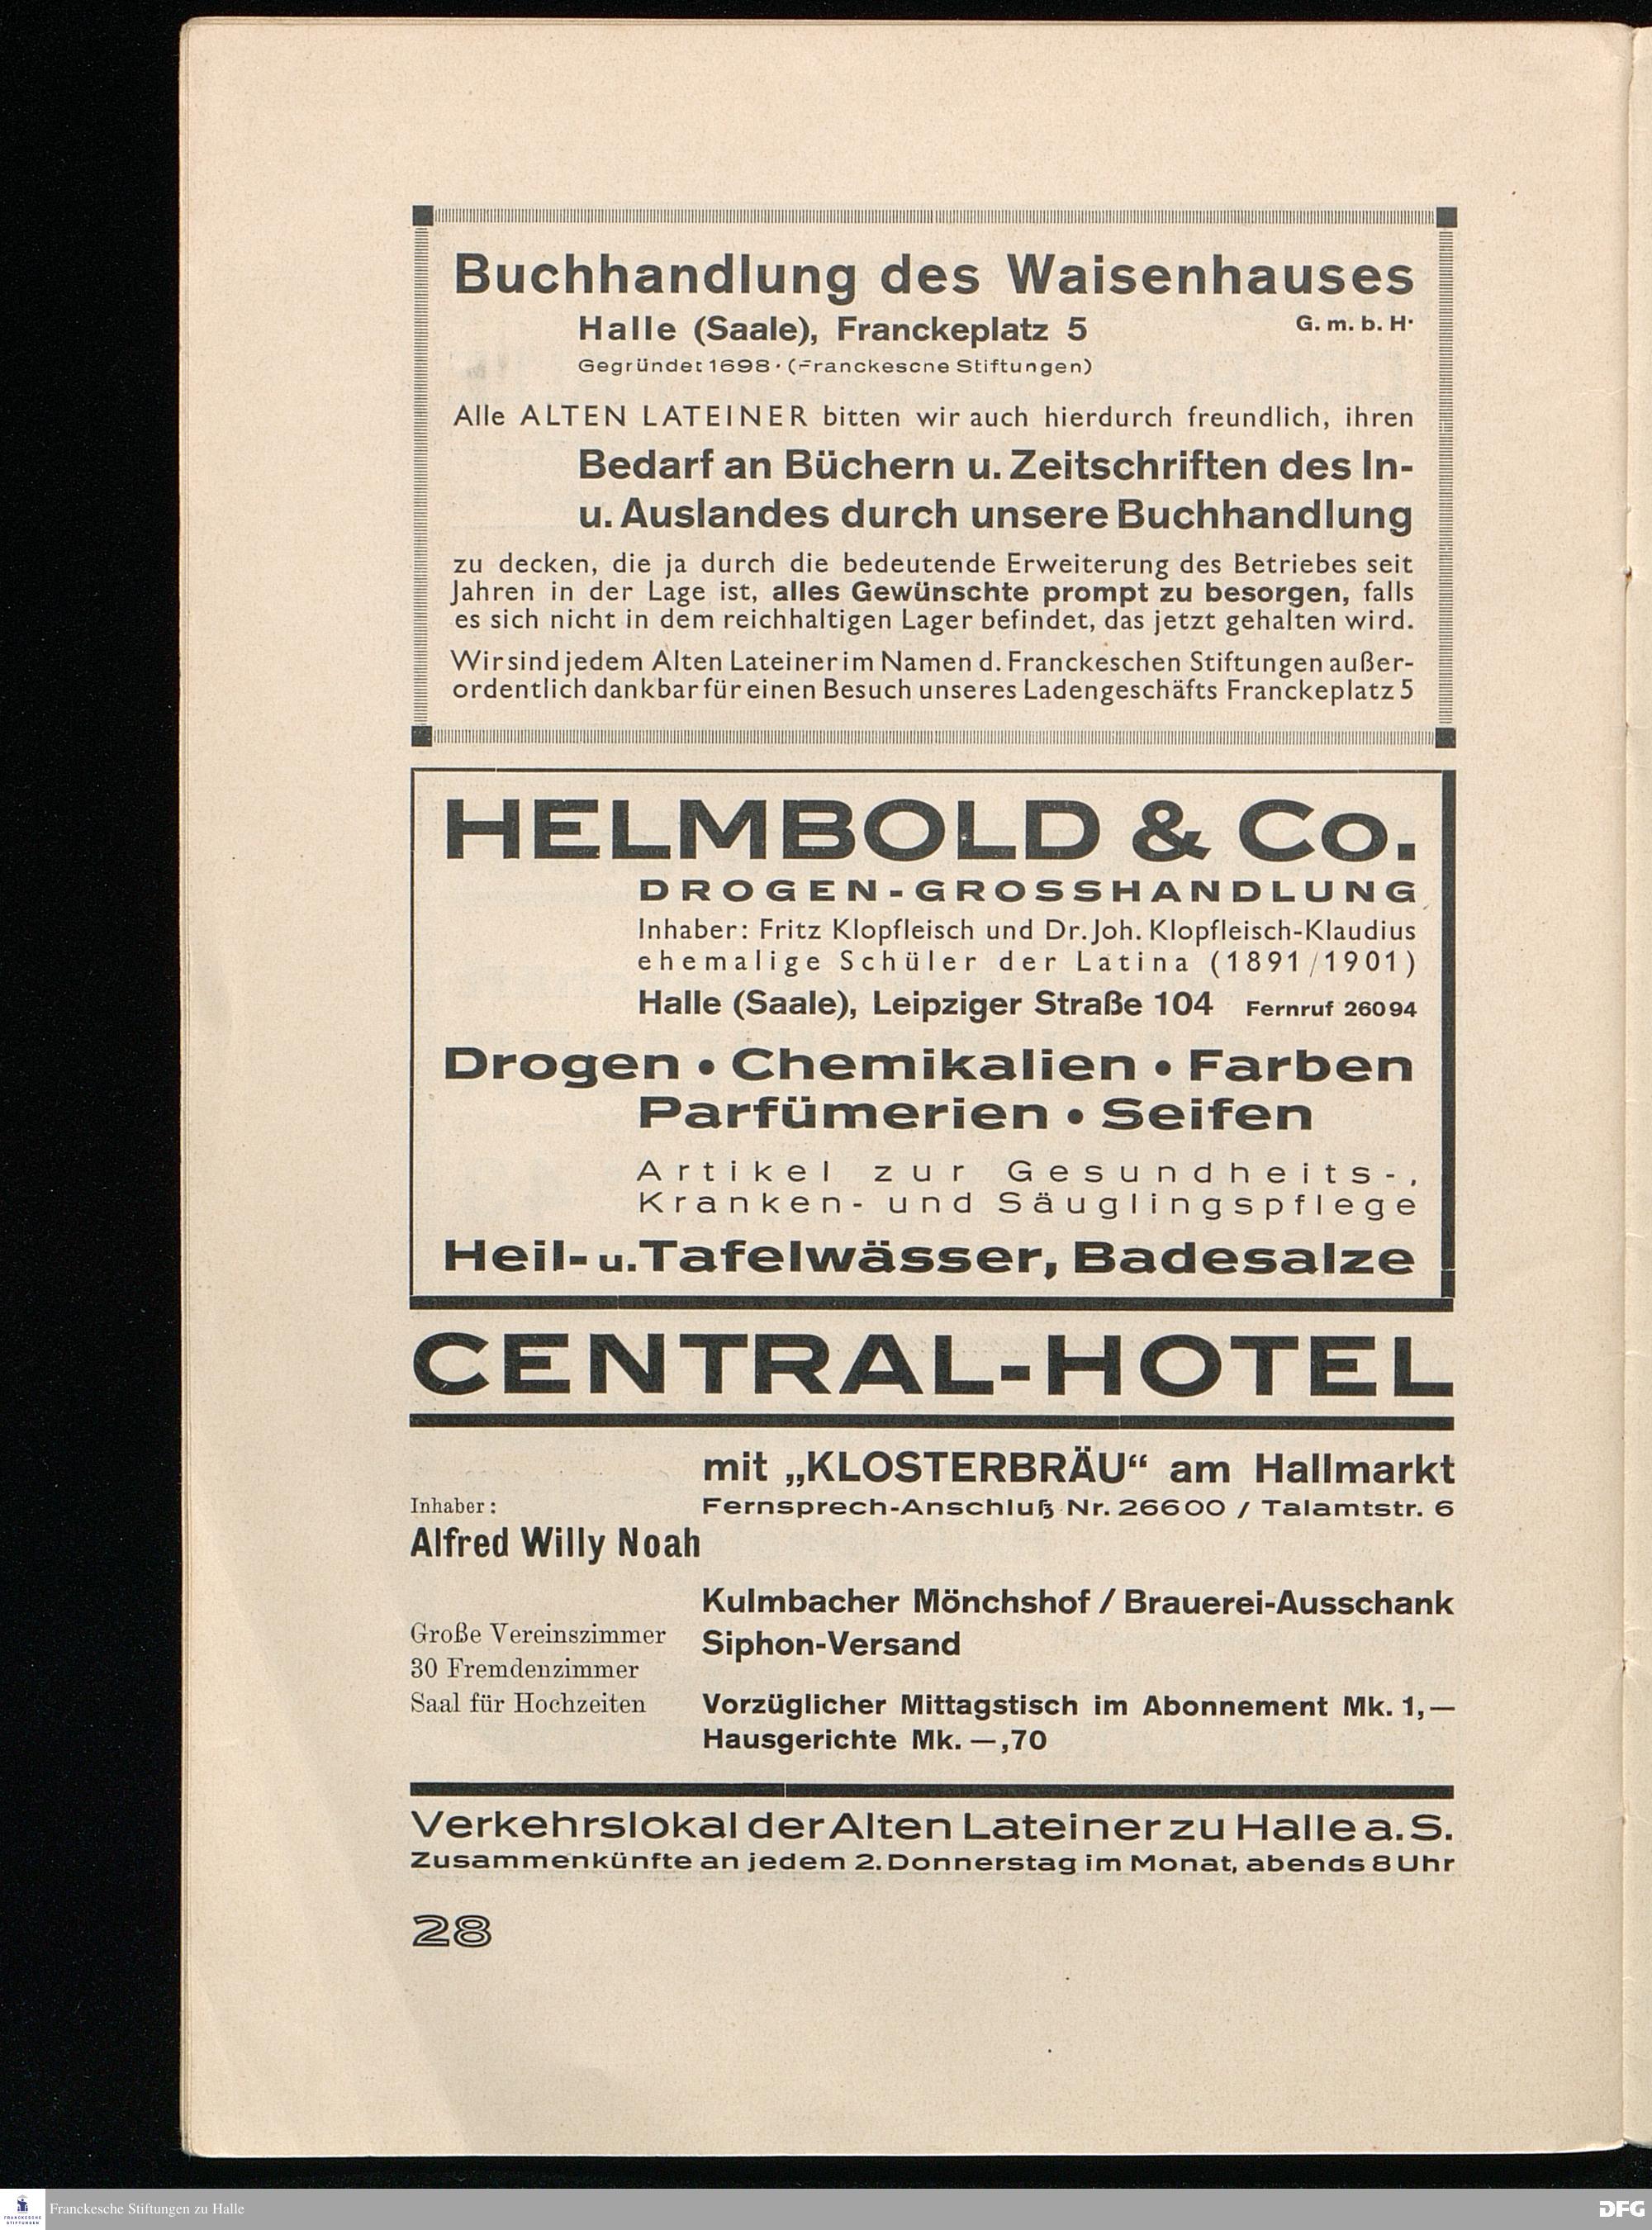 Buchhandlung des Waisenhauses
Halle (Saale), Franckeplatz 5 G. m. b. H.
Gegründet 1698 · (Franckesche Stiftungen)
Alle ALTEN LATEINER bitten wir auch hierdurch freundlich, ihren
Bedarf an Büchern u. Zeitschriften des In-
u. Auslandes durch unsere Buchhandlung
zu decken, die ja durch die bedeutende Erweiterung des Betriebes seit
Jahren in der Lage ist, alles Gewünschte prompt zu besorgen, falls
es sich nicht in dem reichhaltigen Lager befindet, das jetzt gehalten wird.
Wir sind jedem Alten Lateiner im Namen d. Franckeschen Stiftungen außer-
ordentlich dankbar für einen Besuch unseres Ladengeschäfts Franckeplatz 5
HELMBOLD & Co.
DROGEN-GROSSHANDLUNG
Inhaber: Fritz Klopfleisch und Dr. Joh. Klopfleisch-Klaudius
ehemalige Schüler der Latina (1891/1901)
Halle (Saale), Leipziger Straße 104 Fernruf 26094
Drogen • Chemikalien • Farben
Parfümerien • Seifen
Artikel zur Gesundheits-,
Kranken- und Säuglingspflege
Heil- u. Tafelwässer, Badesalze
CENTRAL-HOTEL
mit „KLOSTERBRÄU“ am Hallmarkt
Fernsprech-Anschluß Nr. 26600 / Talamtstr. 6
Inhaber:
Alfred Willy Noah
Kulmbacher Mönchshof / Brauerei-Ausschank
Siphon-Versand
Große Vereinszimmer
30 Fremdenzimmer
Saal für Hochzeiten
Vorzüglicher Mittagstisch im Abonnement Mk. 1,—
Hausgerichte Mk. —,70
Verkehrslokal der Alten Lateiner zu Halle a. S.
Zusammenkünfte an jedem 2. Donnerstag im Monat, abends 8 Uhr
28
FRANCKESCHE
STIFTUNGEN
Franckesche Stiftungen zu Halle
DFG